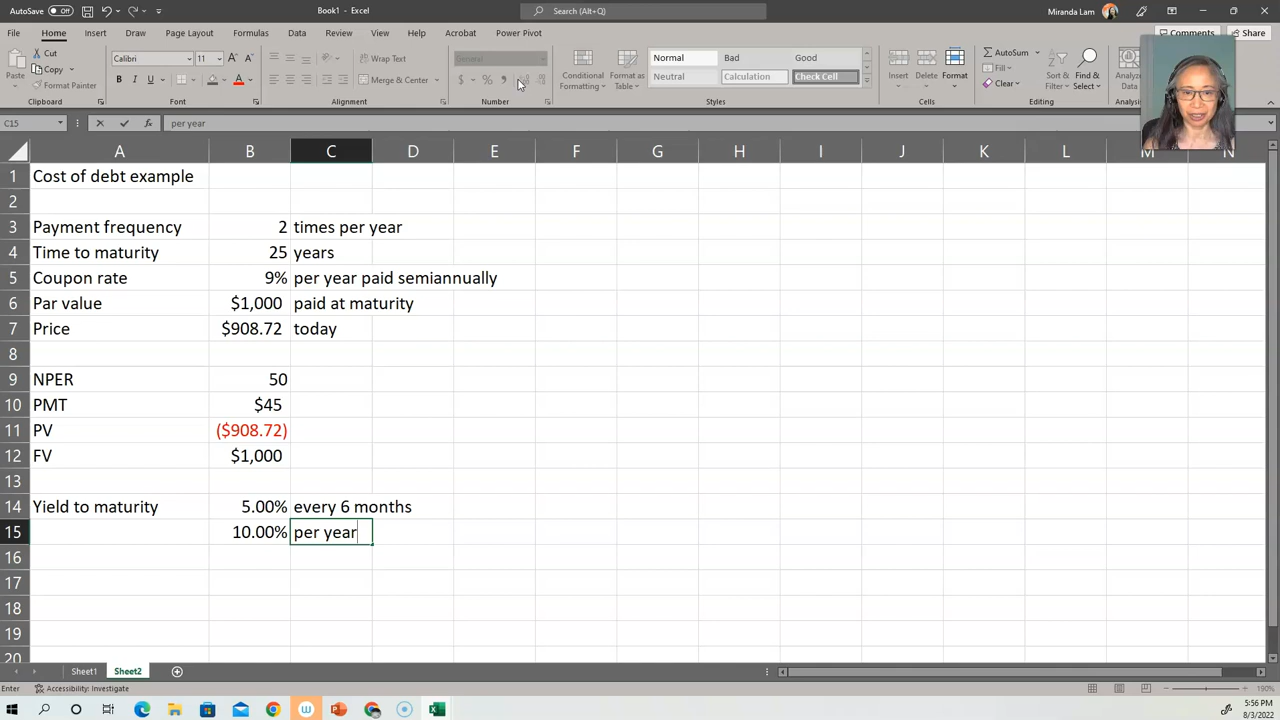 AutoSave Off
Book1 - Excel
Search (Alt+Q)
Miranda Lam
File Home Insert Draw Page Layout Formulas Data Review View Help Acrobat Power Pivot
Comments Share
Paste
Cut
Copy
Format Painter
Clipboard
Calibri 11
B I U
Font
Wrap Text
Merge & Center
Alignment
General
$ % ,
Number
Conditional Formatting
Format as Table
Normal Bad Good
Neutral Calculation Check Cell
Styles
Insert Delete Format
Cells
AutoSum
Fill
Clear
Sort & Filter
Find & Select
Editing
Analyze Data
Analysis
C15 fx per year
A B C D E F G H I J K L M N
1 Cost of debt example
2
3 Payment frequency 2 times per year
4 Time to maturity 25 years
5 Coupon rate 9% per year paid semiannually
6 Par value $1,000 paid at maturity
7 Price $908.72 today
8
9 NPER 50
10 PMT $45
11 PV ($908.72)
12 FV $1,000
13
14 Yield to maturity 5.00% every 6 months
15 10.00% per year
16
17
18
19
20
Sheet1 Sheet2
Enter Accessibility: Investigate 190%
5:56 PM
8/3/2022